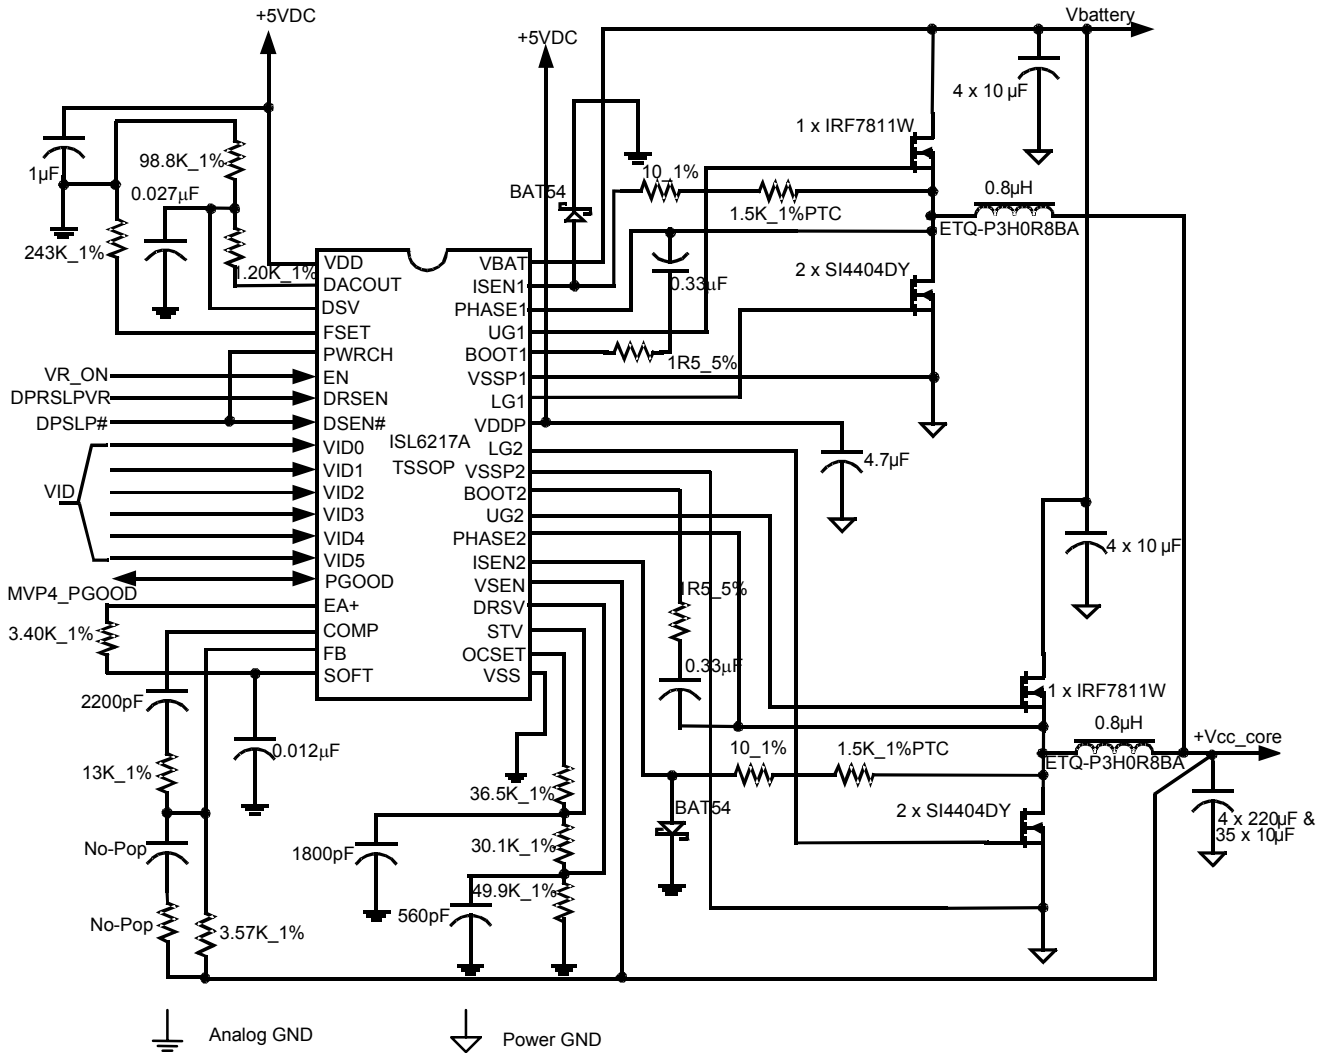 +5VDC
+5VDC
Vbattery
4 x 10 µF
1µF
98.8K_1%
0.027µF
243K_1%
1.20K_1%
1 x IRF7811W
10_1%
BAT54
1.5K_1%PTC
0.8µH
ETQ-P3H0R8BA
0.33µF
2 x SI4404DY
1R5_5%
VDD
DACOUT
DSV
FSET
PWRCH
EN
DRSEN
DSEN#
VID0
VID1
VID2
VID3
VID4
VID5
PGOOD
EA+
COMP
FB
SOFT
ISL6217A
TSSOP
VBAT
ISEN1
PHASE1
UG1
BOOT1
VSSP1
LG1
VDDP
LG2
VSSP2
BOOT2
UG2
PHASE2
ISEN2
VSEN
DRSV
STV
OCSET
VSS
VR_ON
DPRSLPVR
DPSLP#
VID
MVP4_PGOOD
3.40K_1%
2200pF
0.012µF
13K_1%
No-Pop
No-Pop
3.57K_1%
4.7µF
4 x 10 µF
1R5_5%
0.33µF
1 x IRF7811W
0.8µH
ETQ-P3H0R8BA
+Vcc_core
10_1%
1.5K_1%PTC
BAT54
2 x SI4404DY
4 x 220µF &
35 x 10µF
36.5K_1%
1800pF
30.1K_1%
49.9K_1%
560pF
Analog GND
Power GND